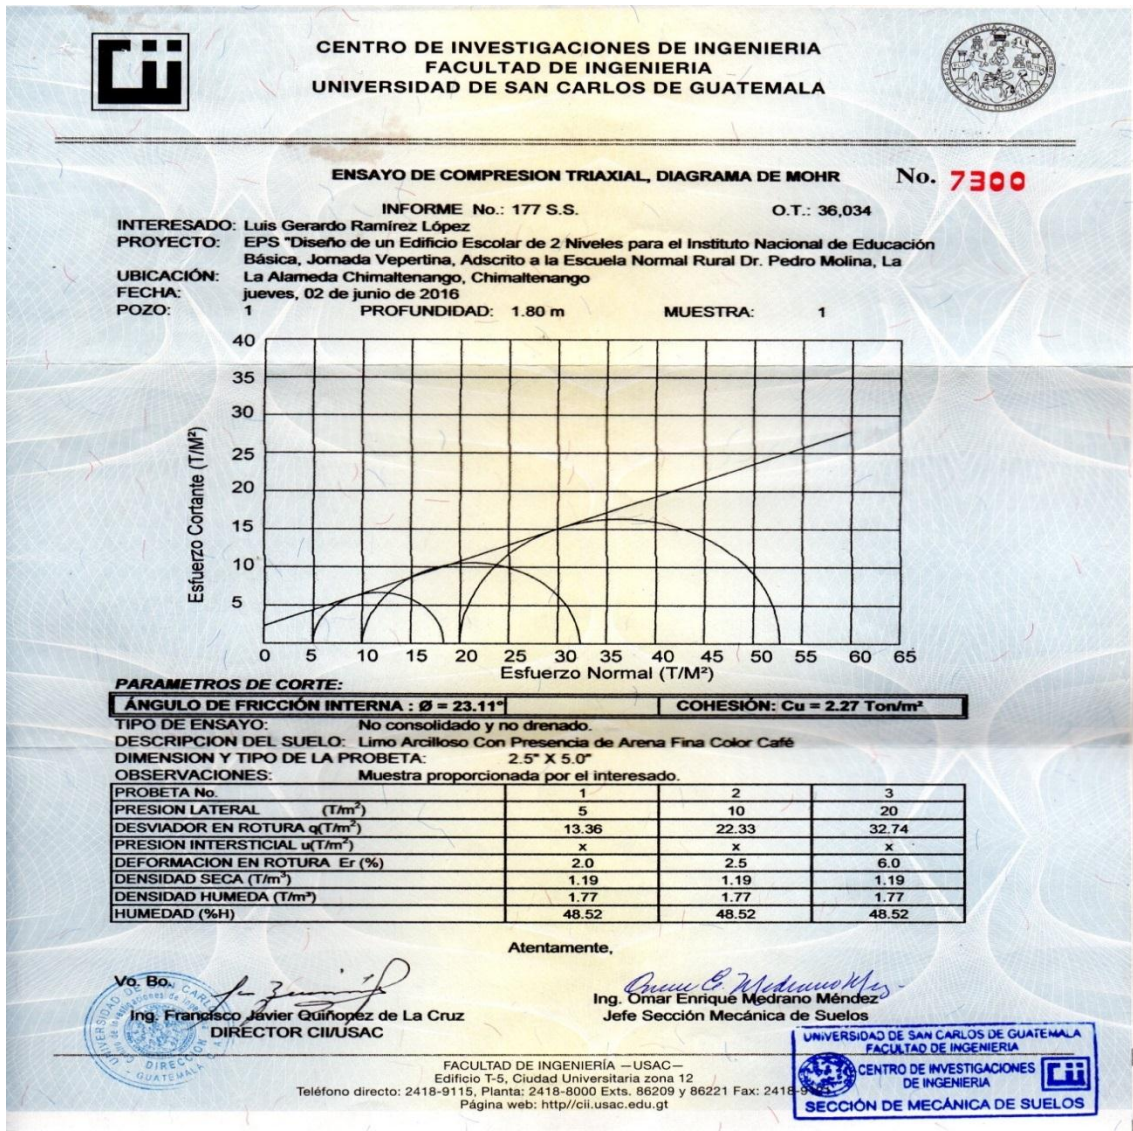 Cii
CENTRO DE INVESTIGACIONES DE INGENIERIA
FACULTAD DE INGENIERIA
UNIVERSIDAD DE SAN CARLOS DE GUATEMALA
ENSAYO DE COMPRESION TRIAXIAL, DIAGRAMA DE MOHR No. 7300
INFORME No.: 177 S.S. O.T.: 36,034
INTERESADO: Luis Gerardo Ramírez López
PROYECTO: EPS "Diseño de un Edificio Escolar de 2 Niveles para el Instituto Nacional de Educación
Básica, Jornada Vepertina, Adscrito a la Escuela Normal Rural Dr. Pedro Molina, La
UBICACIÓN: La Alameda Chimaltenango, Chimaltenango
FECHA: jueves, 02 de junio de 2016
POZO: 1 PROFUNDIDAD: 1.80 m MUESTRA: 1
Esfuerzo Cortante (T/M²)
40
35
30
25
20
15
10
5
0 5 10 15 20 25 30 35 40 45 50 55 60 65
Esfuerzo Normal (T/M²)
PARAMETROS DE CORTE:
ÁNGULO DE FRICCIÓN INTERNA : Ø = 23.11° COHESIÓN: Cu = 2.27 Ton/m²
TIPO DE ENSAYO: No consolidado y no drenado.
DESCRIPCION DEL SUELO: Limo Arcilloso Con Presencia de Arena Fina Color Café
DIMENSION Y TIPO DE LA PROBETA: 2.5" X 5.0"
OBSERVACIONES: Muestra proporcionada por el interesado.
PROBETA No. 1 2 3
PRESION LATERAL (T/m²) 5 10 20
DESVIADOR EN ROTURA q(T/m²) 13.36 22.33 32.74
PRESION INTERSTICIAL u(T/m²) x x x
DEFORMACION EN ROTURA Er (%) 2.0 2.5 6.0
DENSIDAD SECA (T/m³) 1.19 1.19 1.19
DENSIDAD HUMEDA (T/m³) 1.77 1.77 1.77
HUMEDAD (%H) 48.52 48.52 48.52
Atentamente,
Vo. Bo.
Ing. Francisco Javier Quiñonez de La Cruz
DIRECTOR CII/USAC
Ing. Omar Enrique Medrano Méndez
Jefe Sección Mecánica de Suelos
FACULTAD DE INGENIERÍA —USAC—
Edificio T-5, Ciudad Universitaria zona 12
Teléfono directo: 2418-9115, Planta: 2418-8000 Exts. 86209 y 86221 Fax: 2418-
Página web: http//cii.usac.edu.gt
UNIVERSIDAD DE SAN CARLOS DE GUATEMALA
FACULTAD DE INGENIERIA
CENTRO DE INVESTIGACIONES
DE INGENIERIA
Cii
SECCIÓN DE MECÁNICA DE SUELOS
DIRECCION
GUATEMALA